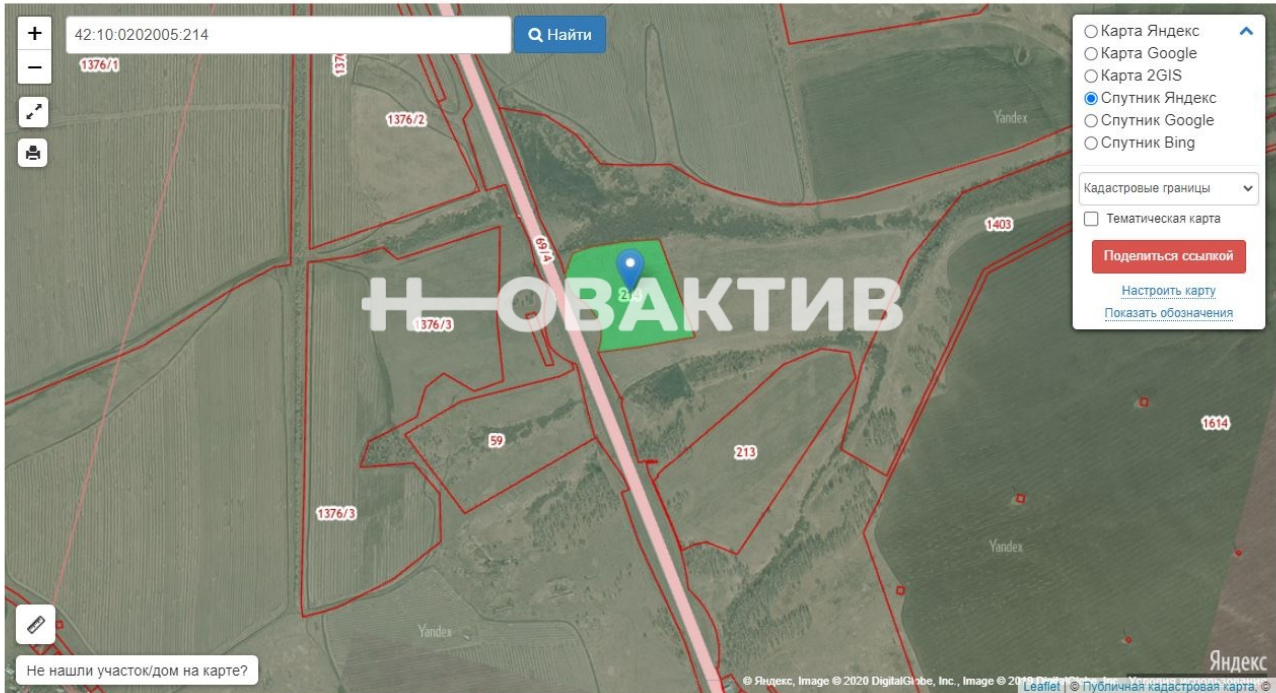 +
42:10:0202005:214
Найти
−
1376/1
1376/2
69/4
1376/3
59
1376/3
213
1403
1614
Н-ОВАКТИВ
Yandex
Yandex
Yandex
Карта Яндекс
Карта Google
Карта 2GIS
Спутник Яндекс
Спутник Google
Спутник Bing
Кадастровые границы
Тематическая карта
Поделиться ссылкой
Настроить карту
Показать обозначения
Не нашли участок/дом на карте?
Яндекс
© Яндекс, Image © 2020 DigitalGlobe, Inc., Image ©
Leaflet | © Публичная кадастровая карта, ©